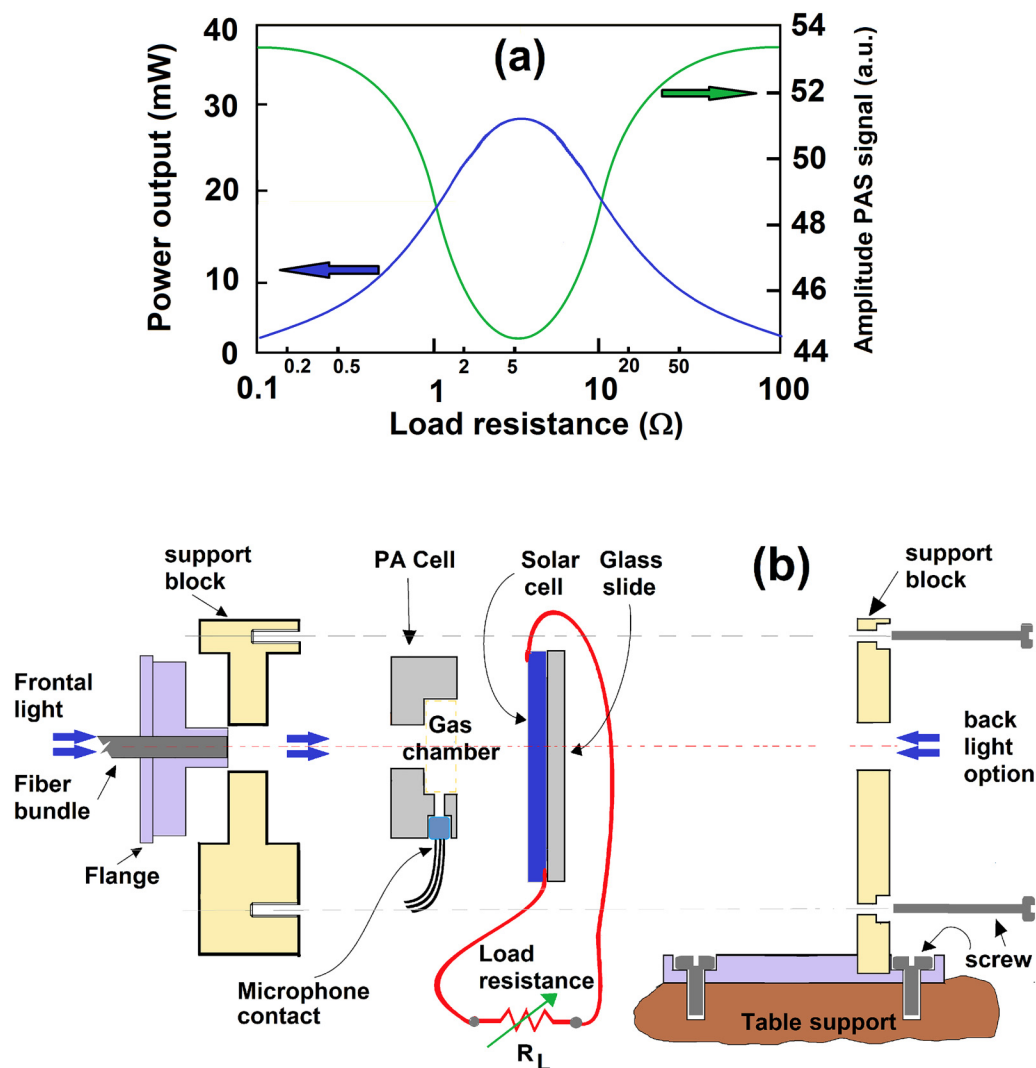 (a)
Power output (mW)
40
30
20
10
0
54
52
50
48
46
44
Amplitude PAS signal (a.u.)
0.2 0.5 2 5 20 50
0.1 1 10 100
Load resistance (Ω)
(b)
support
block
PA Cell
Solar
cell
Glass
slide
support
block
Frontal
light
Gas
chamber
back
light
option
Fiber
bundle
Flange
Microphone
contact
Load
resistance
R_L
screw
Table support